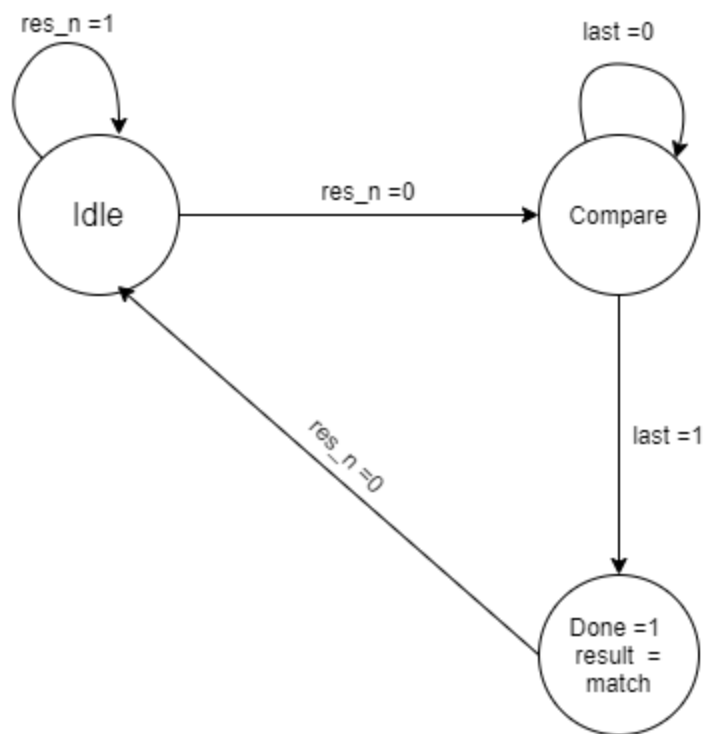 res_n =1
last =0
res_n =0
Idle
Compare
res_n =0
last =1
Done =1
result =
match